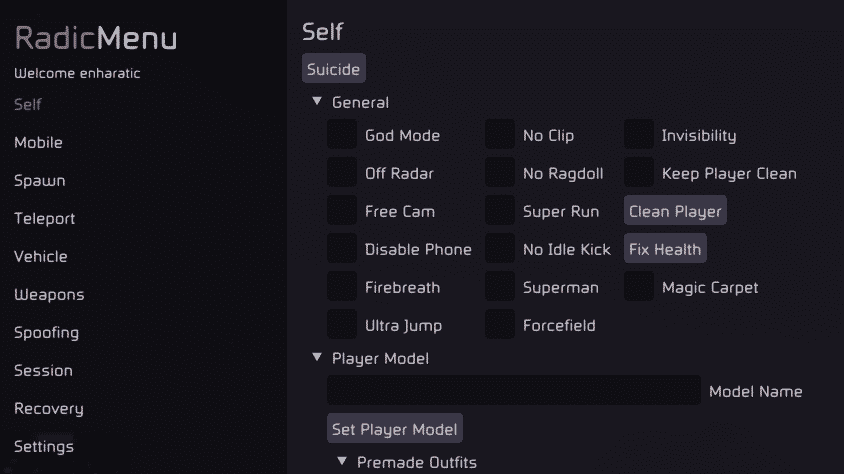 RadicMenu
Welcome enharatic
Self
Mobile
Spawn
Teleport
Vehicle
Weapons
Spoofing
Session
Recovery
Settings
Self
Suicide
General
God Mode No Clip Invisibility
Off Radar No Ragdoll Keep Player Clean
Free Cam Super Run Clean Player
Disable Phone No Idle Kick Fix Health
Firebreath Superman Magic Carpet
Ultra Jump Forcefield
Player Model
Model Name
Set Player Model
Premade Outfits